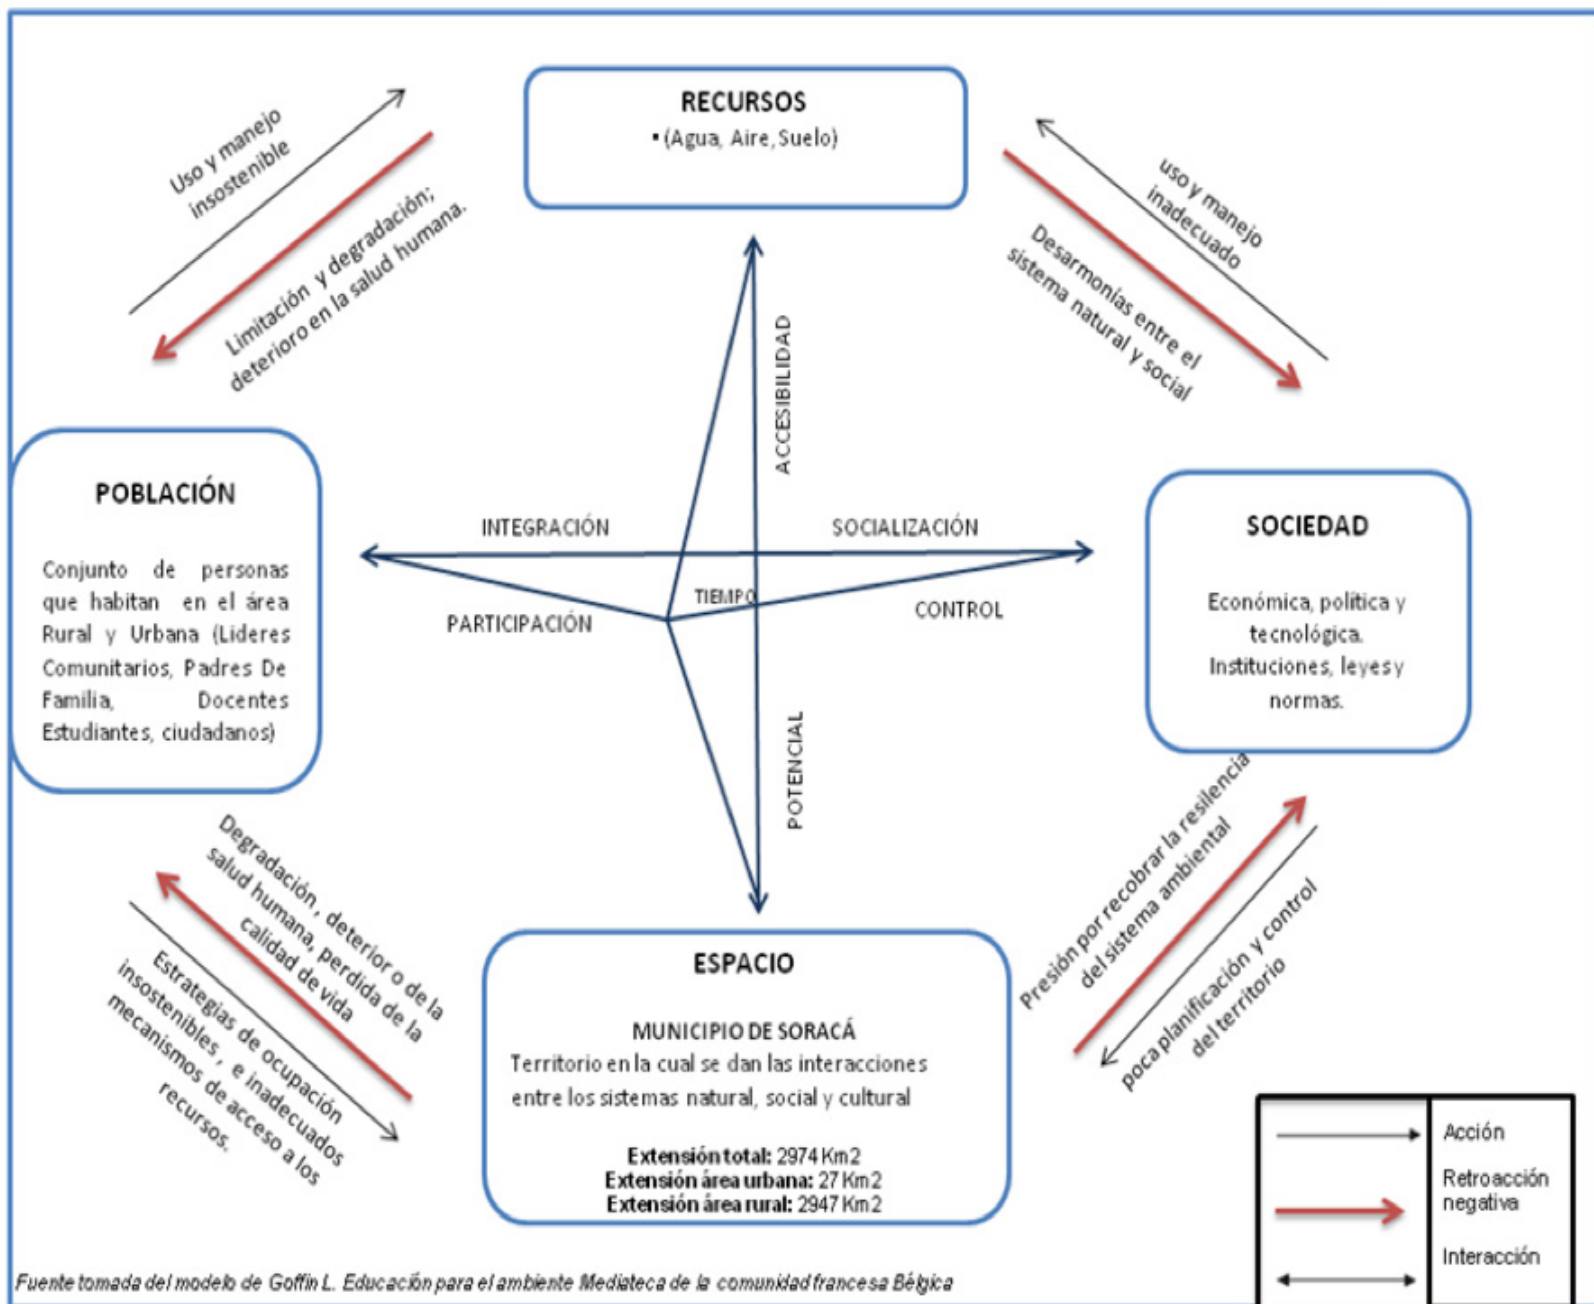 RECURSOS
▪ (Agua, Aire, Suelo)
Uso y manejo
insostenible
Limitación y degradación;
deterioro en la salud humana.
uso y manejo
inadecuado
Desarmonías entre el
sistema natural y social
ACCESIBILIDAD
POBLACIÓN
Conjunto de personas
que habitan en el área
Rural y Urbana (Lideres
Comunitarios, Padres De
Familia, Docentes
Estudiantes, ciudadanos)
INTEGRACIÓN
SOCIALIZACIÓN
TIEMPO
PARTICIPACIÓN
CONTROL
SOCIEDAD
Económica, política y
tecnológica.
Instituciones, leyes y
normas.
POTENCIAL
Degradación, deterior o de la
salud humana, perdida de la
calidad de vida
Estrategias de ocupación
insostenibles, e inadecuados
mecanismos de acceso a los
recursos.
Presión por recobrar la resilencia
del sistema ambiental
poca planificación y control
del territorio
ESPACIO
MUNICIPIO DE SORACÁ
Territorio en la cual se dan las interacciones
entre los sistemas natural, social y cultural
Extensión total: 2974 Km2
Extensión área urbana: 27 Km2
Extensión área rural: 2947 Km2
Acción
Retroacción
negativa
Interacción
Fuente tomada del modelo de Goffin L. Educación para el ambiente Mediateca de la comunidad francesa Bélgica